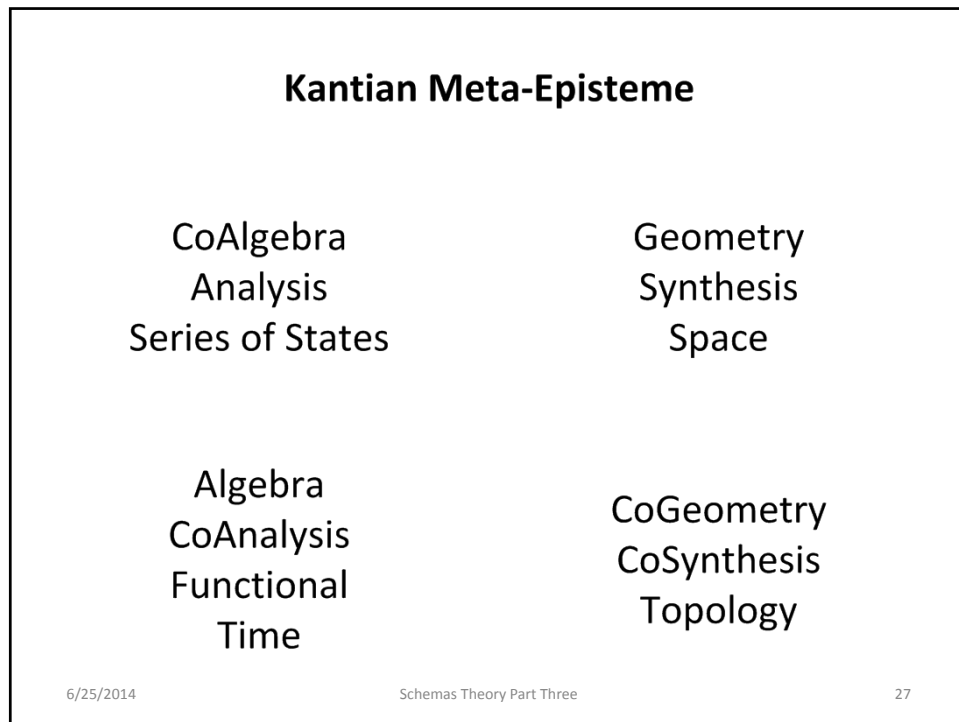 Kantian Meta-Episteme
CoAlgebra
Analysis
Series of States
Geometry
Synthesis
Space
Algebra
CoAnalysis
Functional
Time
CoGeometry
CoSynthesis
Topology
6/25/2014
Schemas Theory Part Three
27